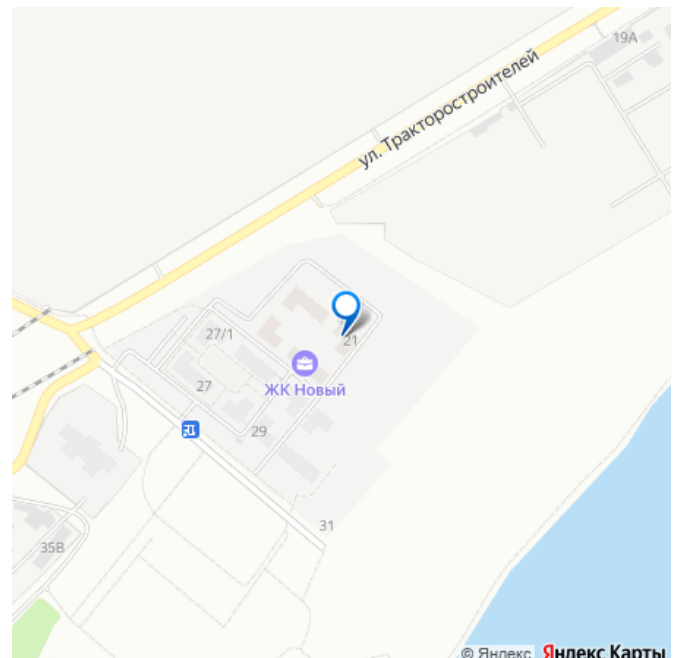 19А
ул. Тракторостроителей
27/1
21
ЖК Новый
27
29
31
35В
© Яндекс Яндекс Карты